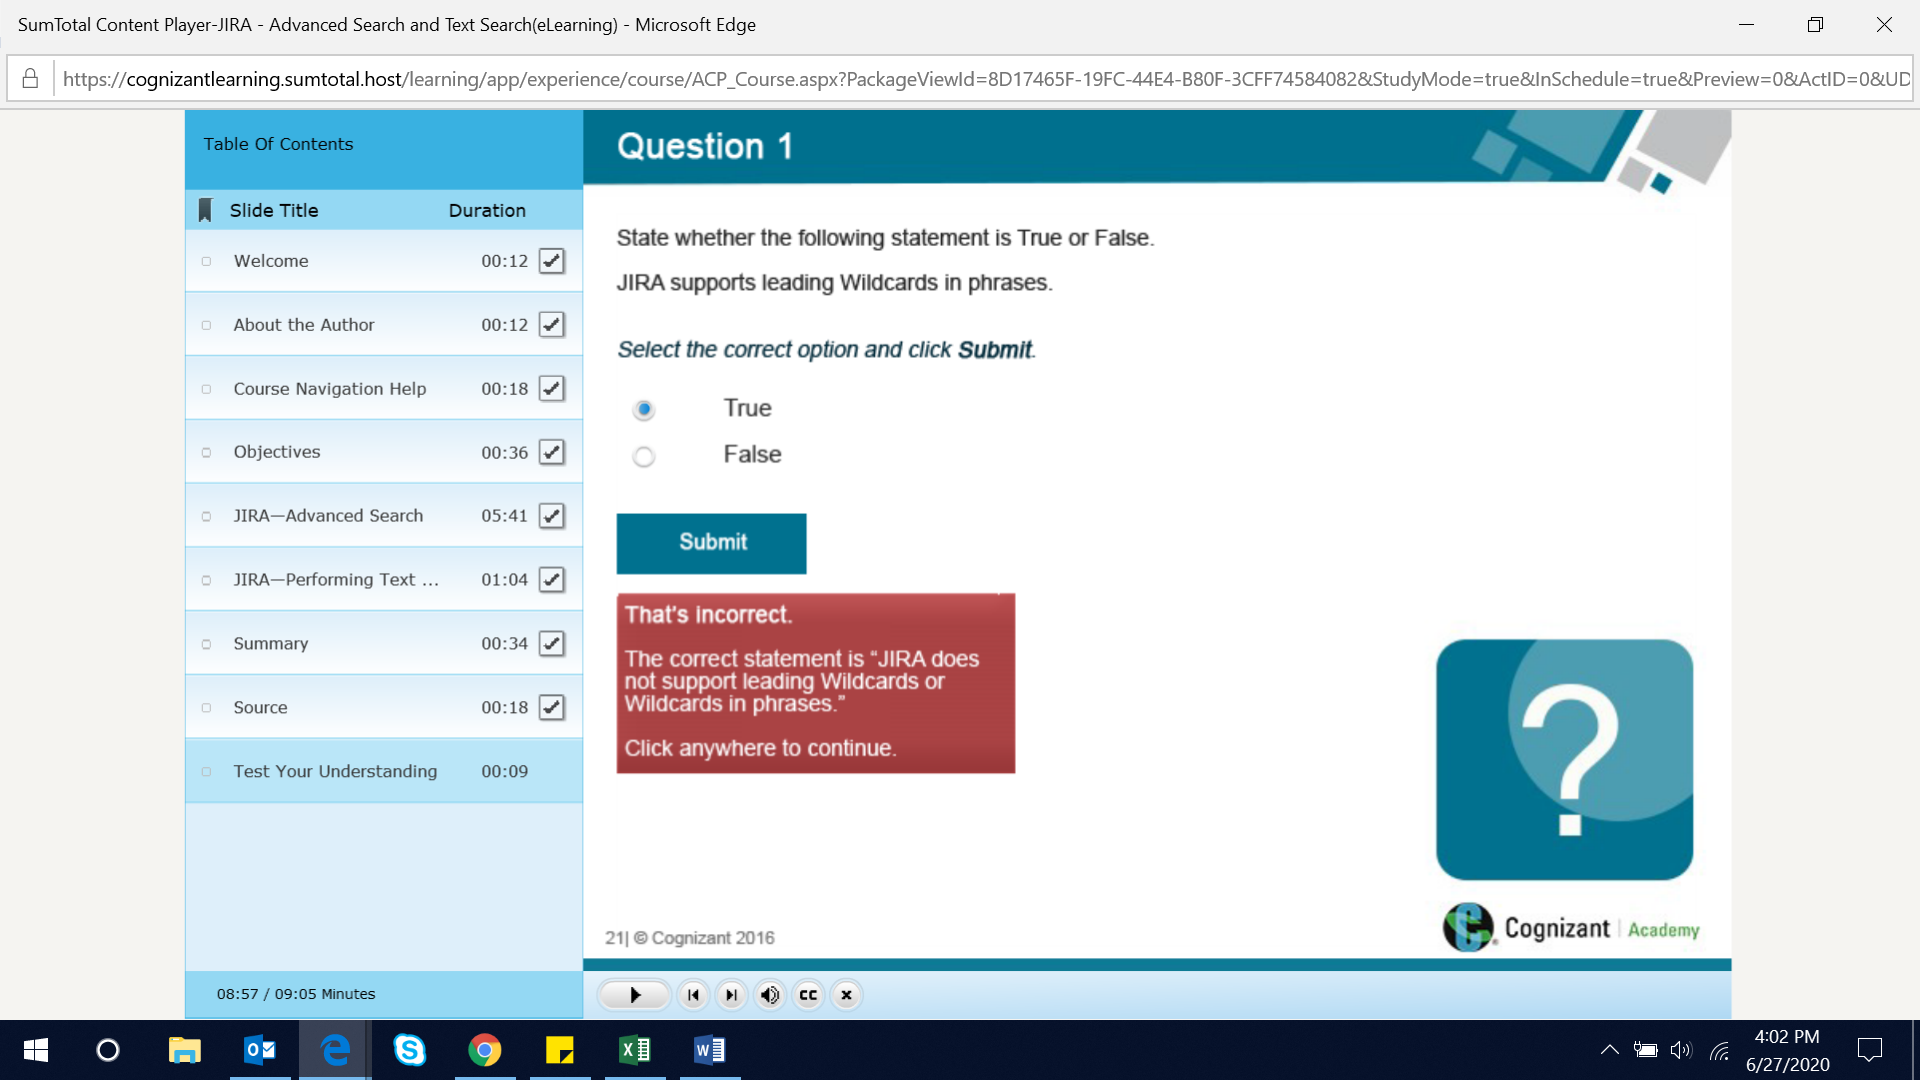 SumTotal Content Player-JIRA - Advanced Search and Text Search(eLearning) - Microsoft Edge
https://cognizantlearning.sumtotal.host/learning/app/experience/course/ACP_Course.aspx?PackageViewId=8D17465F-19FC-44E4-B80F-3CFF74584082&StudyMode=true&InSchedule=true&Preview=0&ActID=0&UD
Table Of Contents
Slide Title Duration
Welcome 00:12
About the Author 00:12
Course Navigation Help 00:18
Objectives 00:36
JIRA—Advanced Search 05:41
JIRA—Performing Text ... 01:04
Summary 00:34
Source 00:18
Test Your Understanding 00:09
08:57 / 09:05 Minutes
Question 1
State whether the following statement is True or False.
JIRA supports leading Wildcards in phrases.
Select the correct option and click Submit.
True
False
Submit
That's incorrect.
The correct statement is “JIRA does
not support leading Wildcards or
Wildcards in phrases.”
Click anywhere to continue.
21| © Cognizant 2016
Cognizant | Academy
CC
4:02 PM
6/27/2020